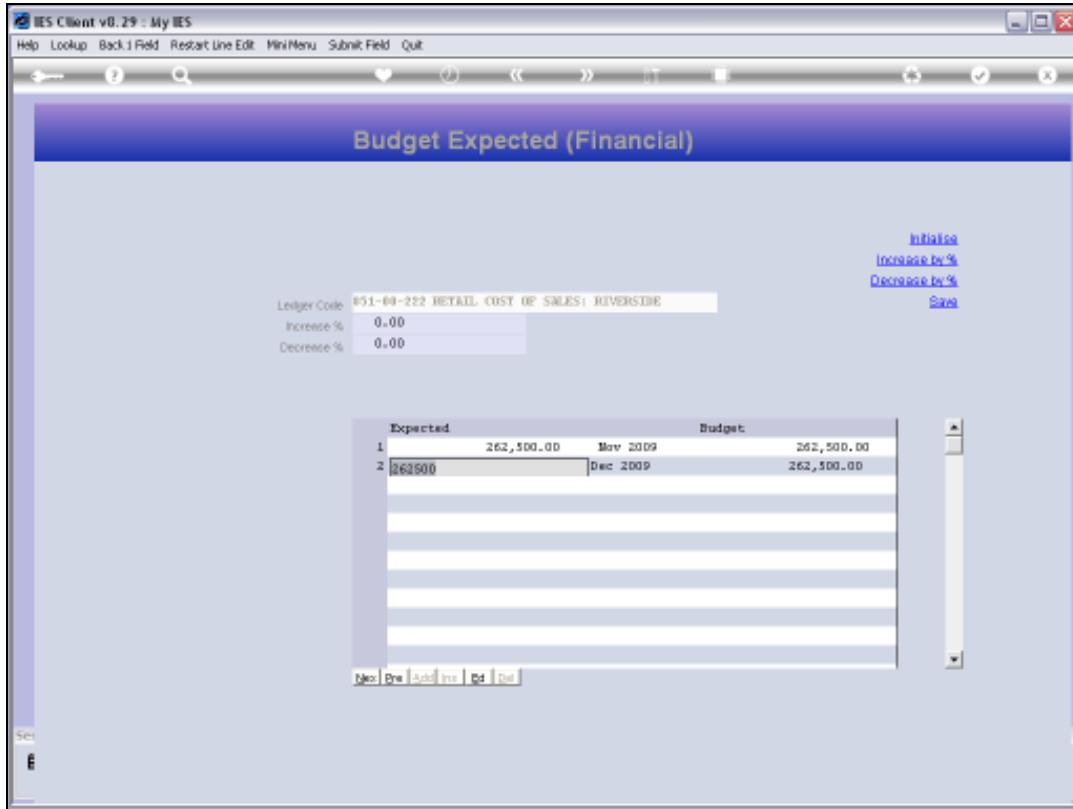 IES Client v8.29 : My IES
Help Lookup Back 1 Field Restart Line Edit MiniMenu Submit Field Quit
Budget Expected (Financial)
Initialise
Increase by %
Decrease by %
Save
Ledger Code 051-00-222 RETAIL COST OF SALES: RIVERSIDE
Increase % 0.00
Decrease % 0.00
Expected Budget
1 262,500.00 Nov 2009 262,500.00
2 262500 Dec 2009 262,500.00
Nex Pre Add Ins Ed Del